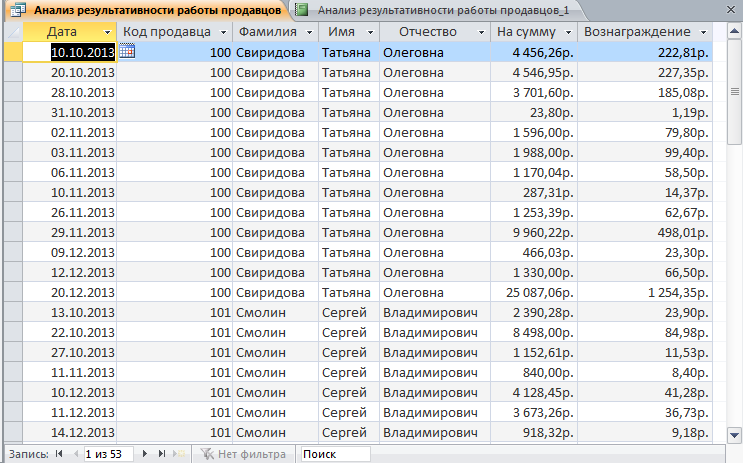 Анализ результативности работы продавцов Анализ результативности работы продавцов_1
Дата Код продавца Фамилия Имя Отчество На сумму Вознаграждение
10.10.2013 100 Свиридова Татьяна Олеговна 4 456,26р. 222,81р.
20.10.2013 100 Свиридова Татьяна Олеговна 4 546,95р. 227,35р.
28.10.2013 100 Свиридова Татьяна Олеговна 3 701,60р. 185,08р.
31.10.2013 100 Свиридова Татьяна Олеговна 23,80р. 1,19р.
02.11.2013 100 Свиридова Татьяна Олеговна 1 596,00р. 79,80р.
03.11.2013 100 Свиридова Татьяна Олеговна 1 988,00р. 99,40р.
06.11.2013 100 Свиридова Татьяна Олеговна 1 170,04р. 58,50р.
10.11.2013 100 Свиридова Татьяна Олеговна 287,31р. 14,37р.
26.11.2013 100 Свиридова Татьяна Олеговна 1 253,39р. 62,67р.
29.11.2013 100 Свиридова Татьяна Олеговна 9 960,22р. 498,01р.
09.12.2013 100 Свиридова Татьяна Олеговна 466,03р. 23,30р.
12.12.2013 100 Свиридова Татьяна Олеговна 1 330,00р. 66,50р.
20.12.2013 100 Свиридова Татьяна Олеговна 25 087,06р. 1 254,35р.
13.10.2013 101 Смолин Сергей Владимирович 2 390,28р. 23,90р.
22.10.2013 101 Смолин Сергей Владимирович 8 498,00р. 84,98р.
27.10.2013 101 Смолин Сергей Владимирович 1 152,61р. 11,53р.
11.11.2013 101 Смолин Сергей Владимирович 840,00р. 8,40р.
10.12.2013 101 Смолин Сергей Владимирович 4 128,45р. 41,28р.
11.12.2013 101 Смолин Сергей Владимирович 3 673,26р. 36,73р.
14.12.2013 101 Смолин Сергей Владимирович 918,32р. 9,18р.
Запись: 1 из 53 Нет фильтра Поиск